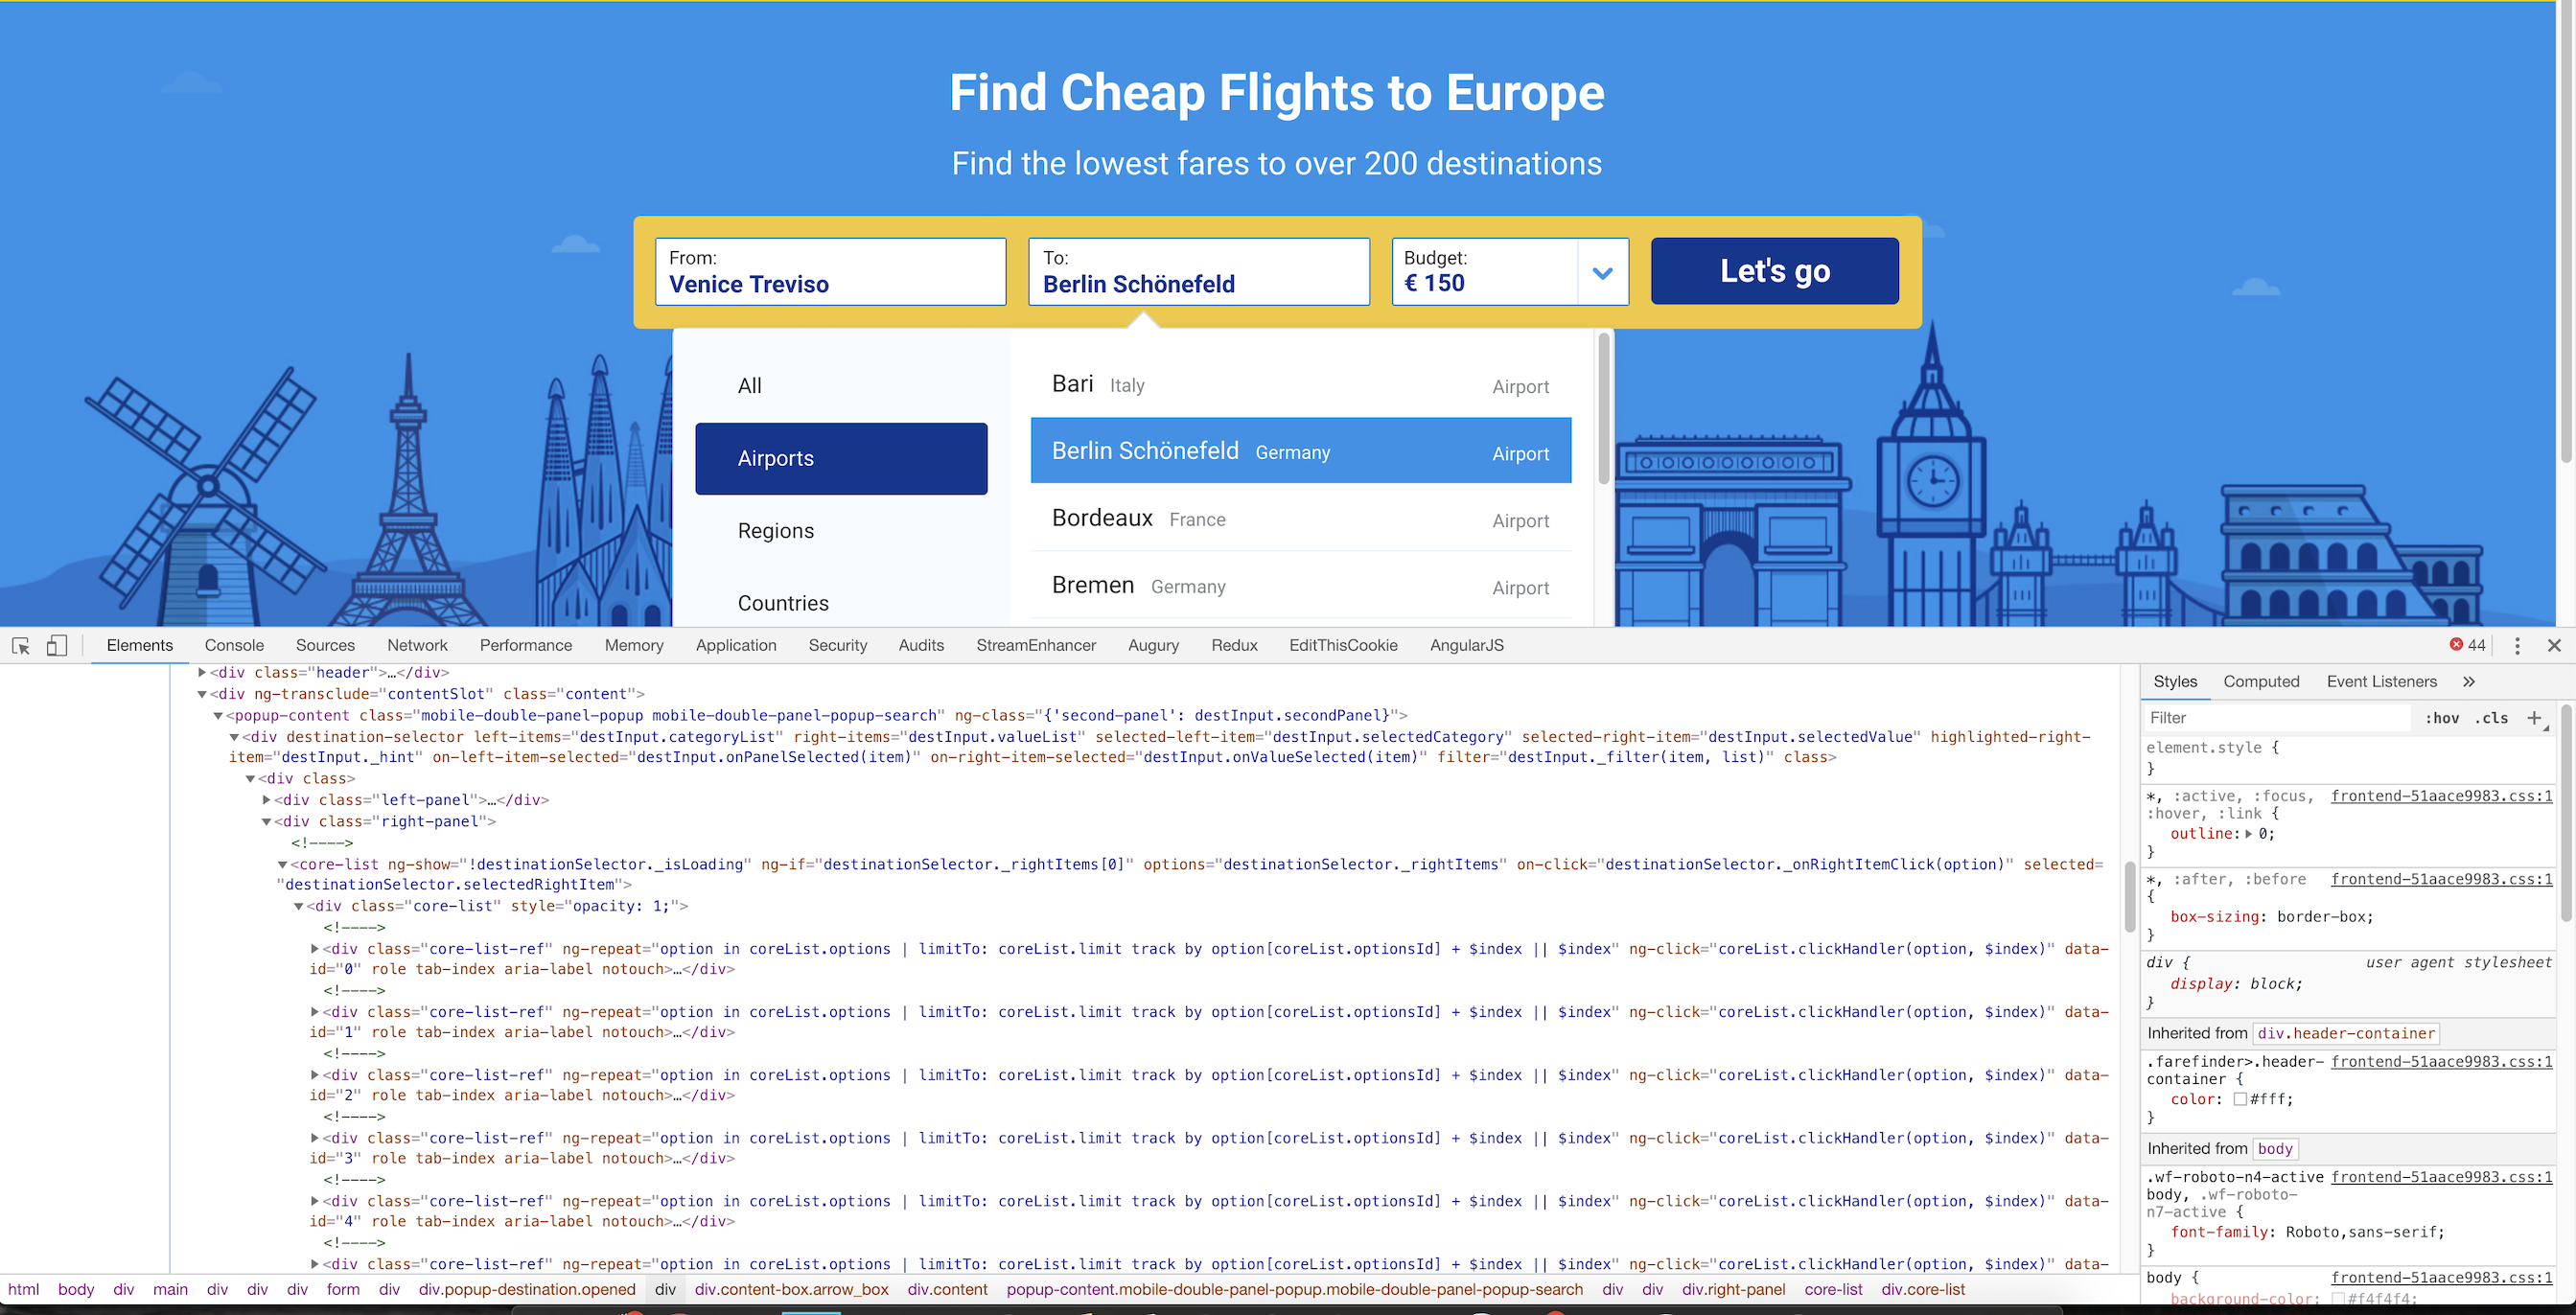 Find Cheap Flights to Europe
Find the lowest fares to over 200 destinations
From:
Venice Treviso
To:
Berlin Schönefeld
Budget:
€ 150
Let's go
All
Airports
Regions
Countries
Bari Italy Airport
Berlin Schönefeld Germany Airport
Bordeaux France Airport
Bremen Germany Airport
Elements Console Sources Network Performance Memory Application Security Audits StreamEnhancer Augury Redux EditThisCookie AngularJS 44
<div class="header">…</div>
<div ng-transclude="contentSlot" class="content">
<popup-content class="mobile-double-panel-popup mobile-double-panel-popup-search" ng-class="{'second-panel': destInput.secondPanel}">
<div destination-selector left-items="destInput.categoryList" right-items="destInput.valueList" selected-left-item="destInput.selectedCategory" selected-right-item="destInput.selectedValue" highlighted-right-
item="destInput._hint" on-left-item-selected="destInput.onPanelSelected(item)" on-right-item-selected="destInput.onValueSelected(item)" filter="destInput._filter(item, list)" class>
<div class>
<div class="left-panel">…</div>
<div class="right-panel">
<!---->
<core-list ng-show="!destinationSelector._isLoading" ng-if="destinationSelector._rightItems[0]" options="destinationSelector._rightItems" on-click="destinationSelector._onRightItemClick(option)" selected=
"destinationSelector.selectedRightItem">
<div class="core-list" style="opacity: 1;">
<!---->
<div class="core-list-ref" ng-repeat="option in coreList.options | limitTo: coreList.limit track by option[coreList.optionsId] + $index || $index" ng-click="coreList.clickHandler(option, $index)" data-
id="0" role tab-index aria-label notouch>…</div>
<!---->
<div class="core-list-ref" ng-repeat="option in coreList.options | limitTo: coreList.limit track by option[coreList.optionsId] + $index || $index" ng-click="coreList.clickHandler(option, $index)" data-
id="1" role tab-index aria-label notouch>…</div>
<!---->
<div class="core-list-ref" ng-repeat="option in coreList.options | limitTo: coreList.limit track by option[coreList.optionsId] + $index || $index" ng-click="coreList.clickHandler(option, $index)" data-
id="2" role tab-index aria-label notouch>…</div>
<!---->
<div class="core-list-ref" ng-repeat="option in coreList.options | limitTo: coreList.limit track by option[coreList.optionsId] + $index || $index" ng-click="coreList.clickHandler(option, $index)" data-
id="3" role tab-index aria-label notouch>…</div>
<!---->
<div class="core-list-ref" ng-repeat="option in coreList.options | limitTo: coreList.limit track by option[coreList.optionsId] + $index || $index" ng-click="coreList.clickHandler(option, $index)" data-
id="4" role tab-index aria-label notouch>…</div>
<!---->
<div class="core-list-ref" ng-repeat="option in coreList.options | limitTo: coreList.limit track by option[coreList.optionsId] + $index || $index" ng-click="coreList.clickHandler(option, $index)" data-
html body div main div div div form div div.popup-destination.opened div div.content-box.arrow_box div.content popup-content.mobile-double-panel-popup.mobile-double-panel-popup-search div div div.right-panel core-list div.core-list
Styles Computed Event Listeners »
Filter :hov .cls +
element.style {
}
*, :active, :focus, frontend-51aace9983.css:1
:hover, :link {
outline: 0;
}
*, :after, :before frontend-51aace9983.css:1
{
box-sizing: border-box;
}
div { user agent stylesheet
display: block;
}
Inherited from div.header-container
.farefinder>.header- frontend-51aace9983.css:1
container {
color: #fff;
}
Inherited from body
.wf-roboto-n4-active frontend-51aace9983.css:1
body, .wf-roboto-
n7-active {
font-family: Roboto,sans-serif;
}
body { frontend-51aace9983.css:1
background-color: #f4f4f4;